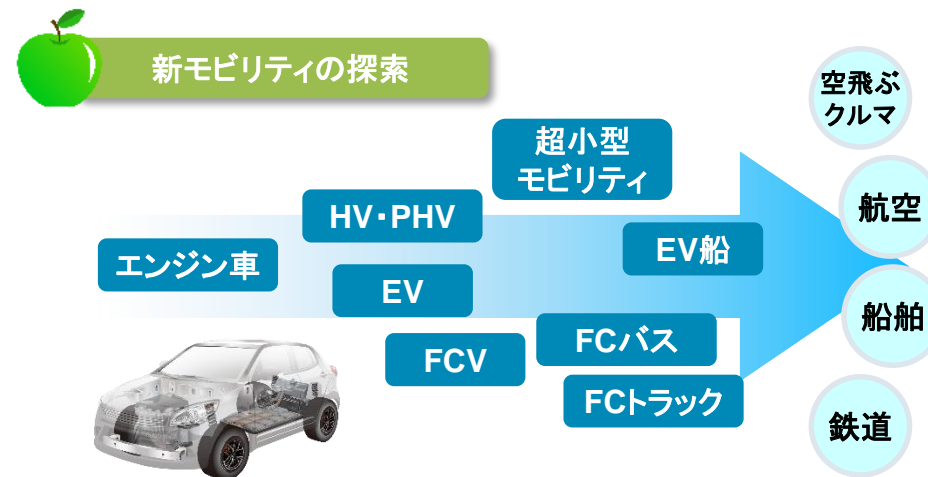 新モビリティの探索
空飛ぶ
クルマ
超小型
モビリティ
HV・PHV
航空
EV船
エンジン車
EV
船舶
FCバス
FCV
FCトラック
鉄道